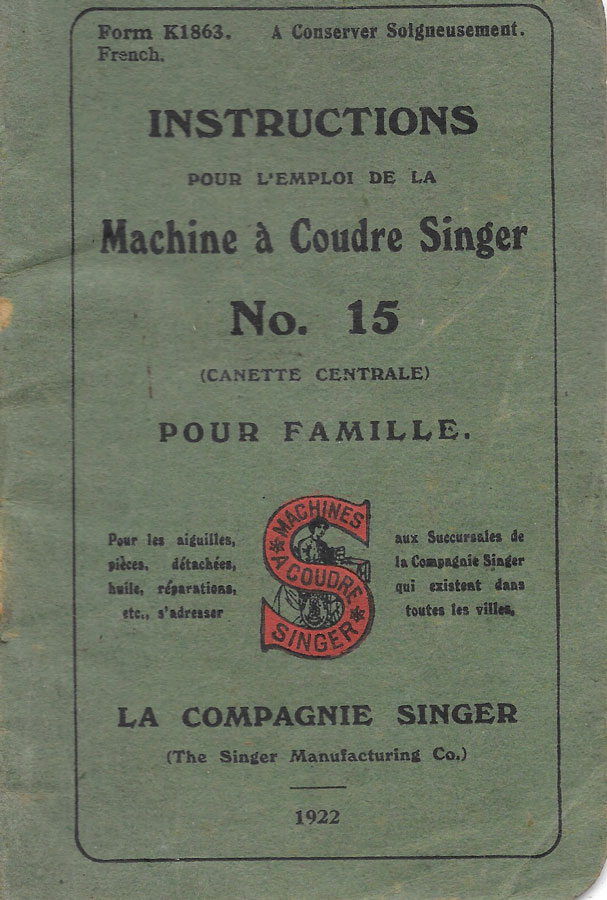 Form K1863. A Conserver Soigneusement.
French.
INSTRUCTIONS
POUR L'EMPLOI DE LA
Machine à Coudre Singer
No. 15
(CANETTE CENTRALE)
POUR FAMILLE.
Pour les aiguilles,
pièces, détachées,
huile, réparations,
etc., s'adresser
MACHINES
A COUDRE
SINGER
aux Succursales de
la Compagnie Singer
qui existent dans
toutes les villes.
LA COMPAGNIE SINGER
(The Singer Manufacturing Co.)
1922